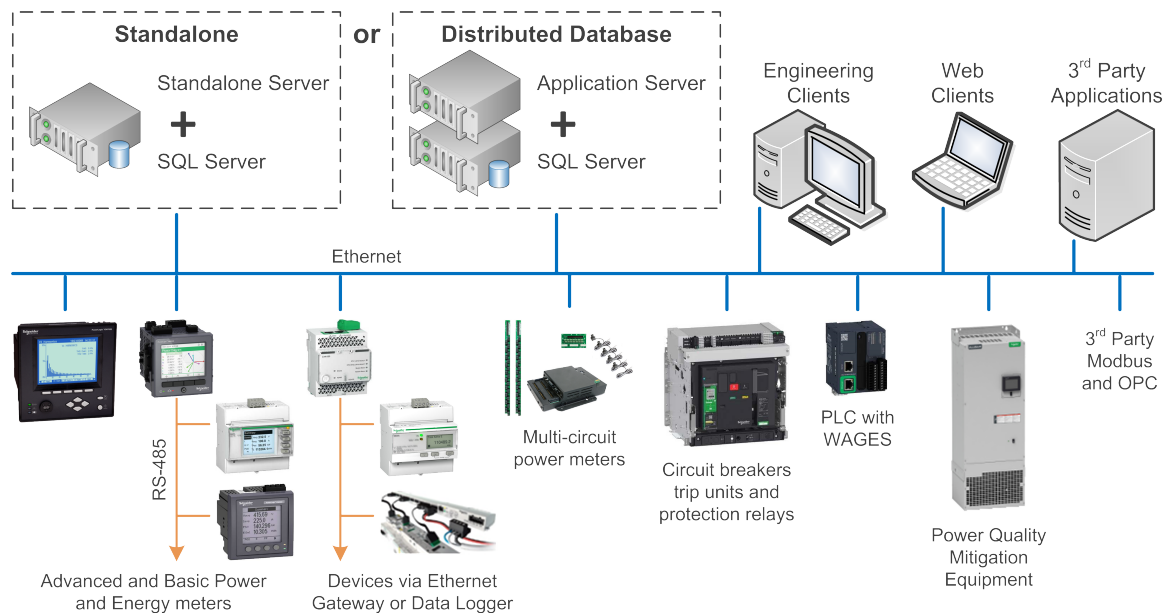 Standalone
or
Distributed Database
Standalone Server
+
SQL Server
Application Server
+
SQL Server
Engineering
Clients
Web
Clients
3rd Party
Applications
Ethernet
RS-485
Advanced and Basic Power
and Energy meters
Devices via Ethernet
Gateway or Data Logger
Multi-circuit
power meters
Circuit breakers
trip units and
protection relays
PLC with
WAGES
Power Quality
Mitigation
Equipment
3rd Party
Modbus
and OPC